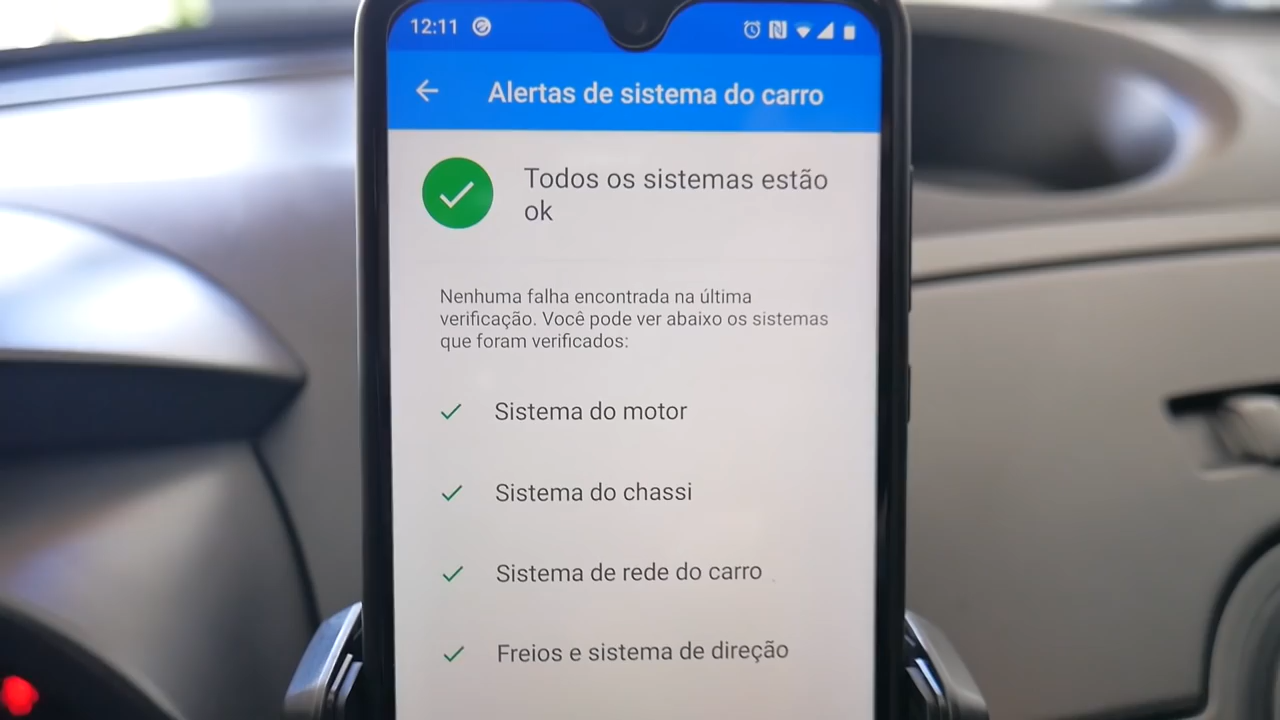 12:11
Alertas de sistema do carro
Todos os sistemas estão
ok
Nenhuma falha encontrada na última
verificação. Você pode ver abaixo os sistemas
que foram verificados:
Sistema do motor
Sistema do chassi
Sistema de rede do carro
Freios e sistema de direção